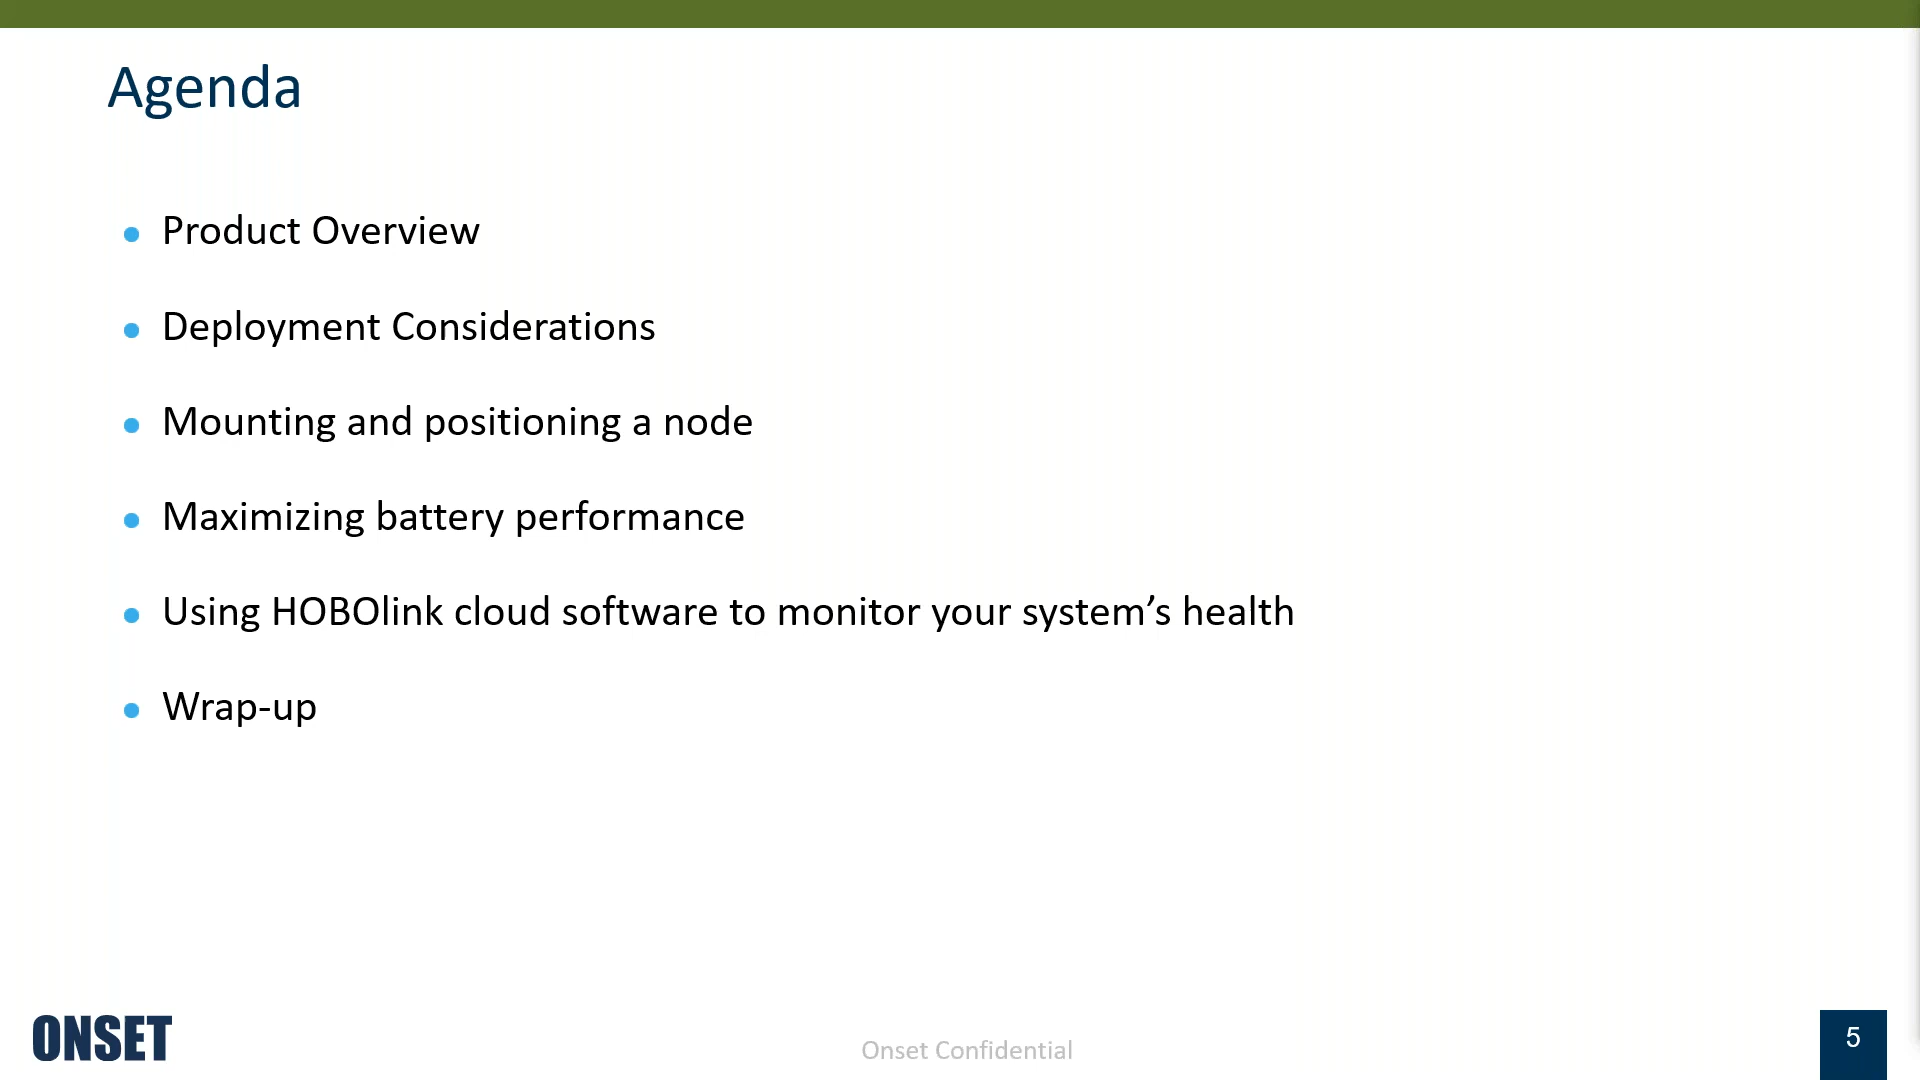 Agenda
• Product Overview
• Deployment Considerations
• Mounting and positioning a node
• Maximizing battery performance
• Using HOBOlink cloud software to monitor your system’s health
• Wrap-up
ONSET
Onset Confidential
5